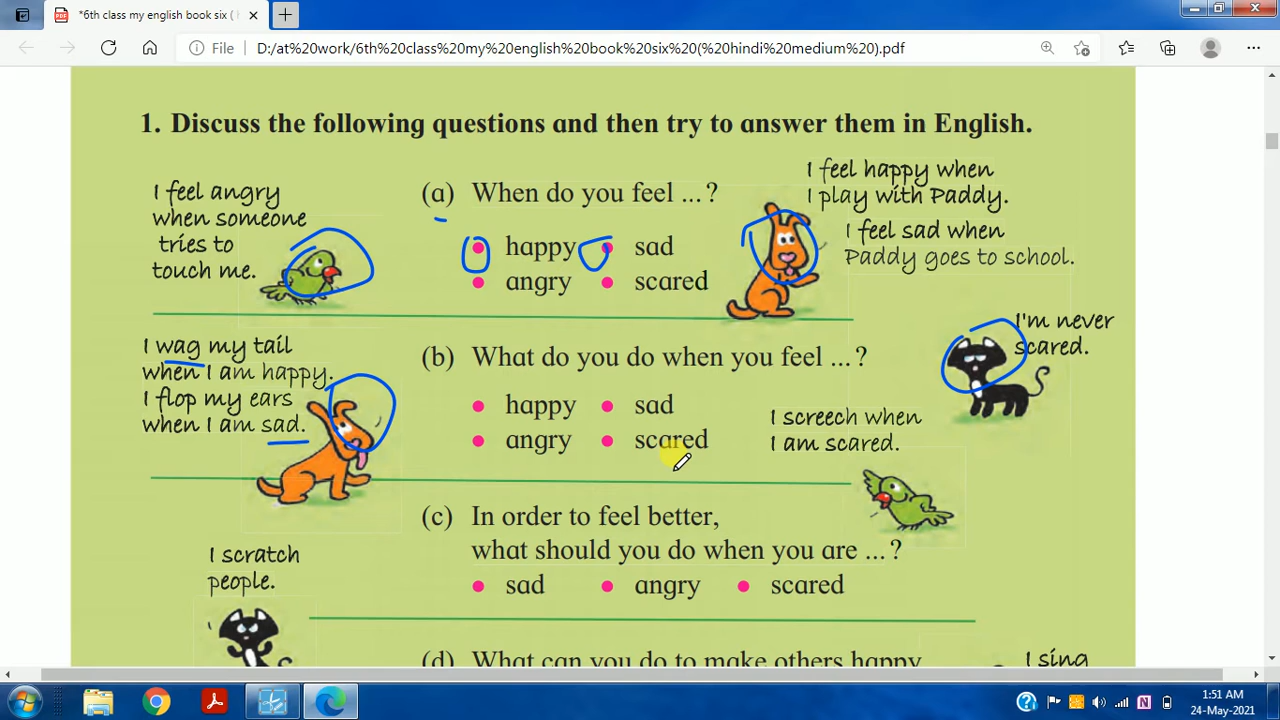 *6th class my english book six (
File
D:/at%20work/6th%20class%20my%20english%20book%20six%20(%20hindi%20medium%20).pdf
1. Discuss the following questions and then try to answer them in English.
I feel angry
when someone
tries to
touch me.
(a) When do you feel ...?
• happy • sad
• angry • scared
I feel happy when
I play with Paddy.
I feel sad when
Paddy goes to school.
I wag my tail
when I am happy.
I flop my ears
when I am sad.
(b) What do you do when you feel ...?
• happy • sad
• angry • scared
I'm never
scared.
I screech when
I am scared.
(c) In order to feel better,
what should you do when you are ...?
• sad • angry • scared
I scratch
people.
(d) What can you do to make others happy
I sing
1:51 AM
24-May-2021